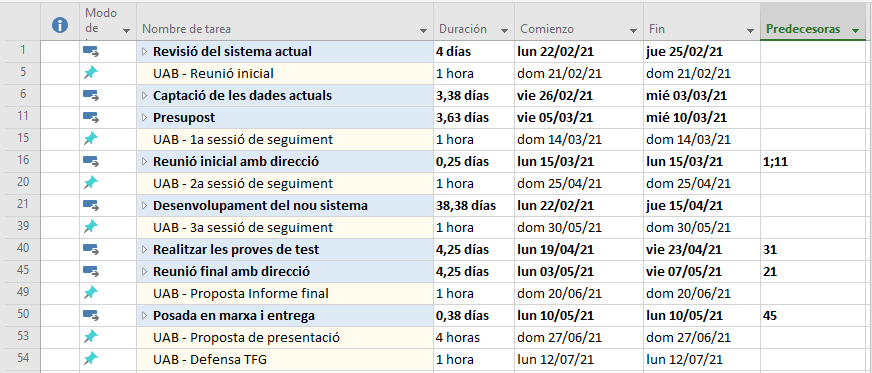 Modo de Nombre de tarea Duración Comienzo Fin Predecesoras
1 Revisió del sistema actual 4 días lun 22/02/21 jue 25/02/21
5 UAB - Reunió inicial 1 hora dom 21/02/21 dom 21/02/21
6 Captació de les dades actuals 3,38 días vie 26/02/21 mié 03/03/21
11 Presupost 3,63 días vie 05/03/21 mié 10/03/21
15 UAB - 1a sessió de seguiment 1 hora dom 14/03/21 dom 14/03/21
16 Reunió inicial amb direcció 0,25 días lun 15/03/21 lun 15/03/21 1;11
20 UAB - 2a sessió de seguiment 1 hora dom 25/04/21 dom 25/04/21
21 Desenvolupament del nou sistema 38,38 días lun 22/02/21 jue 15/04/21
39 UAB - 3a sessió de seguiment 1 hora dom 30/05/21 dom 30/05/21
40 Realitzar les proves de test 4,25 días lun 19/04/21 vie 23/04/21 31
45 Reunió final amb direcció 4,25 días lun 03/05/21 vie 07/05/21 21
49 UAB - Proposta Informe final 1 hora dom 20/06/21 dom 20/06/21
50 Posada en marxa i entrega 0,38 días lun 10/05/21 lun 10/05/21 45
53 UAB - Proposta de presentació 4 horas dom 27/06/21 dom 27/06/21
54 UAB - Defensa TFG 1 hora lun 12/07/21 lun 12/07/21